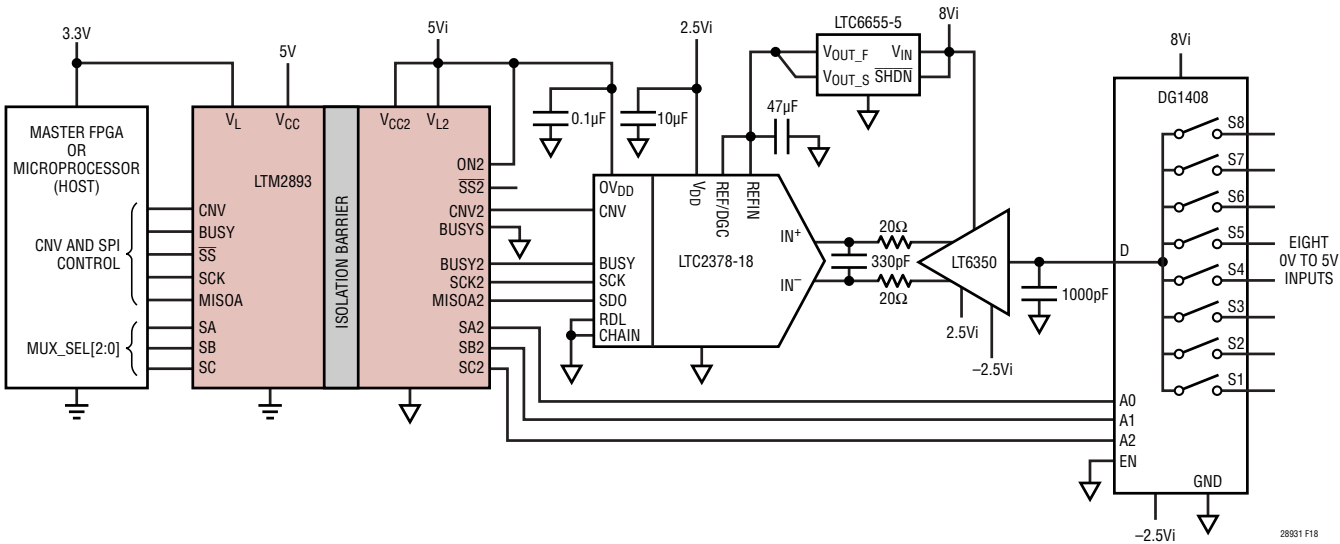 3.3V
5V
5Vi
2.5Vi
LTC6655-5
8Vi
8Vi
V_OUT_F
V_IN
V_OUT_S
SHDN
0.1µF
10µF
47µF
MASTER FPGA
OR
MICROPROCESSOR
(HOST)
CNV AND SPI
CONTROL
MUX_SEL[2:0]
V_L
V_CC
LTM2893
CNV
BUSY
SS
SCK
MISOA
SA
SB
SC
ISOLATION BARRIER
V_CC2
V_L2
ON2
SS2
CNV2
BUSYS
BUSY2
SCK2
MISOA2
SA2
SB2
SC2
OV_DD
V_DD
REF/DGC
REFIN
CNV
LTC2378-18
BUSY
SCK
SDO
RDL
CHAIN
IN+
IN–
20Ω
330pF
20Ω
LT6350
2.5Vi
–2.5Vi
1000pF
DG1408
S8
S7
S6
S5
S4
S3
S2
S1
D
EIGHT
0V TO 5V
INPUTS
A0
A1
A2
EN
GND
–2.5Vi
28931 F18